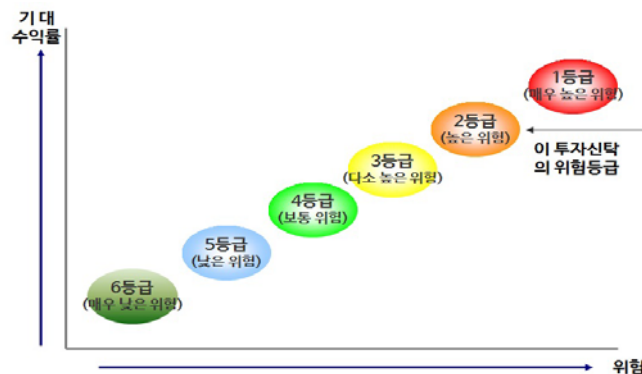 기 대
수익률
1등급
(매우 높은 위험)
2등급
(높은 위험)
이 투자신탁
의 위험등급
3등급
(다소 높은 위험)
4등급
(보통 위험)
5등급
(낮은 위험)
6등급
(매우 낮은 위험)
위험